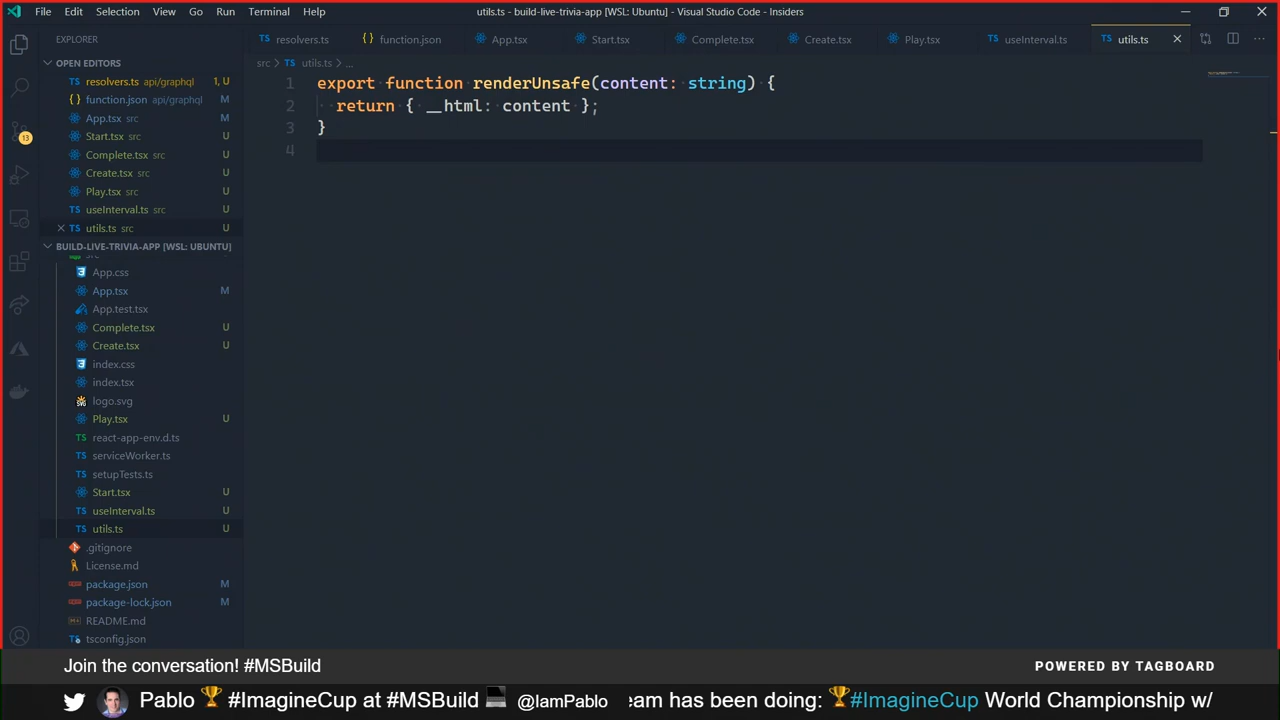 File Edit Selection View Go Run Terminal Help utils.ts - build-live-trivia-app [WSL: Ubuntu] - Visual Studio Code - Insiders
EXPLORER
OPEN EDITORS
resolvers.ts api/graphql 1, U
function.json api/graphql M
App.tsx src M
Start.tsx src U
Complete.tsx src U
Create.tsx src U
Play.tsx src U
useInterval.ts src U
utils.ts src U
BUILD-LIVE-TRIVIA-APP [WSL: UBUNTU]
src
App.css
App.tsx M
App.test.tsx
Complete.tsx U
Create.tsx U
index.css
index.tsx
logo.svg
Play.tsx U
react-app-env.d.ts
serviceWorker.ts
setupTests.ts
Start.tsx U
useInterval.ts U
utils.ts U
.gitignore
License.md
package.json M
package-lock.json M
README.md
tsconfig.json
13
resolvers.ts function.json App.tsx Start.tsx Complete.tsx Create.tsx Play.tsx useInterval.ts utils.ts
src > utils.ts > ...
1 export function renderUnsafe(content: string) {
2 return { __html: content };
3 }
4
Join the conversation! #MSBuild POWERED BY TAGBOARD
Pablo 🏆 #ImagineCup at #MSBuild 💻 @IamPablo eam has been doing: 🏆#ImagineCup World Championship w/